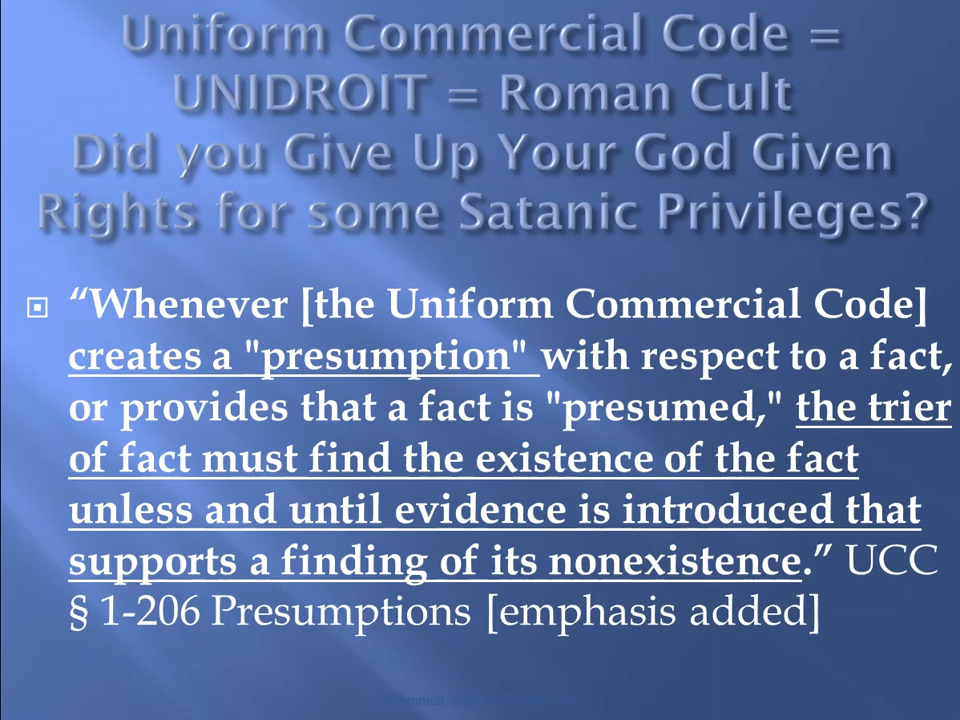 Uniform Commercial Code =
UNIDROIT = Roman Cult
Did you Give Up Your God Given
Rights for some Satanic Privileges?
“Whenever [the Uniform Commercial Code]
creates a "presumption" with respect to a fact,
or provides that a fact is "presumed," the trier
of fact must find the existence of the fact
unless and until evidence is introduced that
supports a finding of its nonexistence.” UCC
§ 1-206 Presumptions [emphasis added]
Common